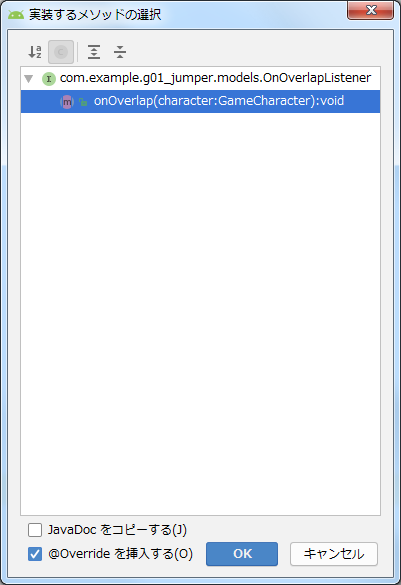 実装するメソッドの選択
com.example.g01_jumper.models.OnOverlapListener
onOverlap(character:GameCharacter):void
JavaDoc をコピーする(J)
@Override を挿入する(O)
OK
キャンセル